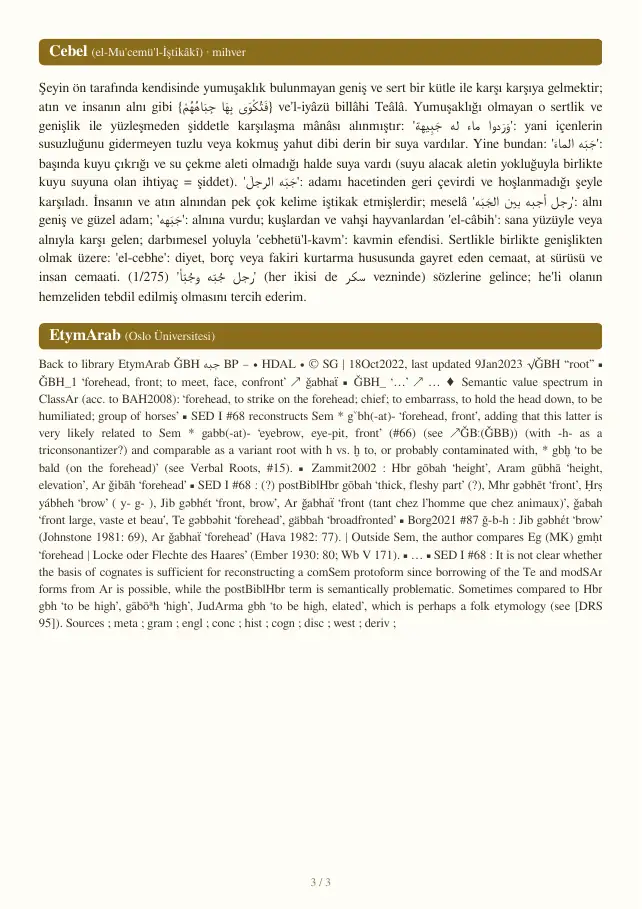 Cebel (el-Mu'cemü'l-İştikâkî) · mihver
Şeyin ön tarafında kendisinde yumuşaklık bulunmayan geniş ve sert bir kütle ile karşı karşıya gelmektir;
atın ve insanın alnı gibi {فَتُكْوَى بِهَا جِبَاهُهُمْ} ve'l-iyâzü billâhi Teâlâ. Yumuşaklığı olmayan o sertlik ve
genişlik ile yüzleşmeden şiddetle karşılaşma mânâsı alınmıştır: 'وَرَدوا ماء له جَبِيهة': yani içenlerin
susuzluğunu gidermeyen tuzlu veya kokmuş yahut dibi derin bir suya vardılar. Yine bundan: 'جَبَه الماءَ':
başında kuyu çıkrığı ve su çekme aleti olmadığı halde suya vardı (suyu alacak aletin yokluğuyla birlikte
kuyu suyuna olan ihtiyaç = şiddet). 'جَبَه الرجلَ': adamı hacetinden geri çevirdi ve hoşlanmadığı şeyle
karşıladı. İnsanın ve atın alnından pek çok kelime iştikak etmişlerdir; meselâ 'رجل أجبه بين الجَبَه': alnı
geniş ve güzel adam; 'جَبَهه': alnına vurdu; kuşlardan ve vahşi hayvanlardan 'el-câbih': sana yüzüyle veya
alnıyla karşı gelen; darbımesel yoluyla 'cebhetü'l-kavm': kavmin efendisi. Sertlikle birlikte genişlikten
olmak üzere: 'el-cebhe': diyet, borç veya fakiri kurtarma hususunda gayret eden cemaat, at sürüsü ve
insan cemaati. (1/275) 'رجل جُبّه وجُبّأ' (her ikisi de سكر vezninde) sözlerine gelince; he'li olanın
hemzeliden tebdil edilmiş olmasını tercih ederim.
EtymArab (Oslo Üniversitesi)
Back to library EtymArab ǦBH جبه BP – • HDAL • © SG | 18Oct2022, last updated 9Jan2023 √ǦBH “root” ▪
ǦBH_1 ‘forehead, front; to meet, face, confront’ ↗ ǧabhaẗ ▪ ǦBH_ ‘…’ ↗ … ♦ Semantic value spectrum in
ClassAr (acc. to BAH2008): ‘forehead, to strike on the forehead; chief; to embarrass, to hold the head down, to be
humiliated; group of horses’ ▪ SED I #68 reconstructs Sem * gˇbh(-at)- ‘forehead, front’, adding that this latter is
very likely related to Sem * gabb(-at)- ‘eyebrow, eye-pit, front’ (#66) (see ↗ǦB:(ǦBB)) (with -h- as a
triconsonantizer?) and comparable as a variant root with h vs. ḫ to, or probably contaminated with, * gbḫ ‘to be
bald (on the forehead)’ (see Verbal Roots, #15). ▪ Zammit2002 : Hbr gōbah ‘height’, Aram gūbhā ‘height,
elevation’, Ar ǧibāh ‘forehead’ ▪ SED I #68 : (?) postBiblHbr gōbah ‘thick, fleshy part’ (?), Mhr gəbhēt ‘front’, Ḥrṣ
yábheh ‘brow’ ( y- g- ), Jib gəbhɛ́t ‘front, brow’, Ar ǧabhaẗ ‘front (tant chez l’homme que chez animaux)’, ǧabah
‘front large, vaste et beau’, Te gəbbəhit ‘forehead’, gäbbah ‘broadfronted’ ▪ Borg2021 #87 ǧ-b-h : Jib gəbhɛ́t ‘brow’
(Johnstone 1981: 69), Ar ǧabhaẗ ‘forehead’ (Hava 1982: 77). | Outside Sem, the author compares Eg (MK) gmḥt
‘forehead | Locke oder Flechte des Haares’ (Ember 1930: 80; Wb V 171). ▪ … ▪ SED I #68 : It is not clear whether
the basis of cognates is sufficient for reconstructing a comSem protoform since borrowing of the Te and modSAr
forms from Ar is possible, while the postBiblHbr term is semantically problematic. Sometimes compared to Hbr
gbh ‘to be high’, gābōᵃh ‘high’, JudArma gbh ‘to be high, elated’, which is perhaps a folk etymology (see [DRS
95]). Sources ; meta ; gram ; engl ; conc ; hist ; cogn ; disc ; west ; deriv ;
3 / 3